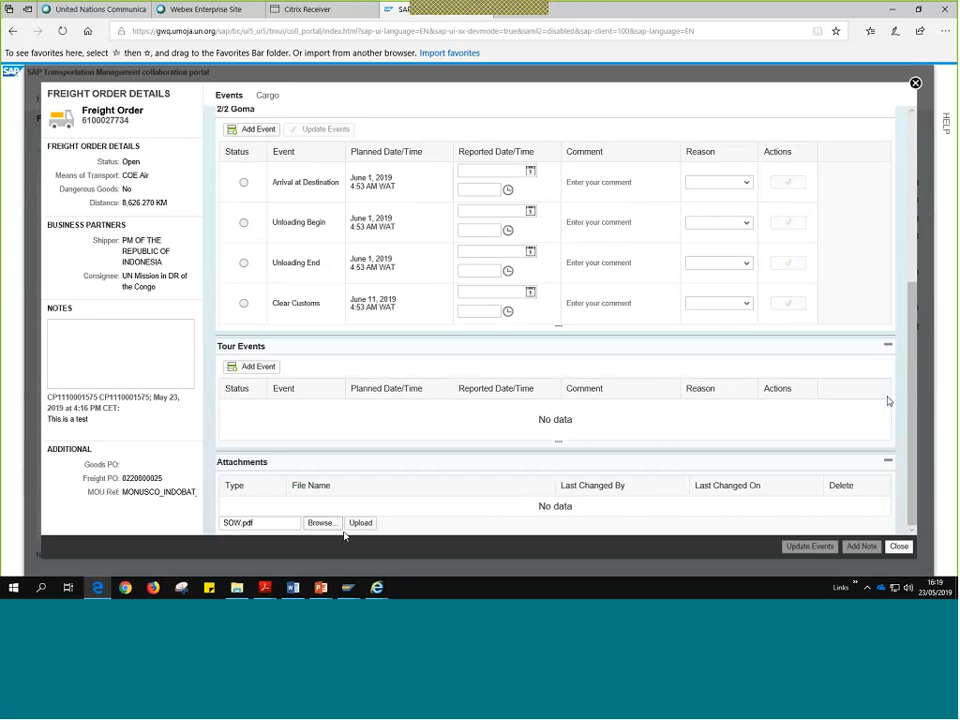 United Nations Communica
Webex Enterprise Site
Citrix Receiver
SAP
https://gwq.umoja.un.org/sap/bc/ui5_ui5/tmui/coll_portal/index.html?sap-ui-language=EN&sap-ui-xx-devmode=true&saml2=disabled&sap-client=100&sap-language=EN
To see favorites here, select ☆ then ☆, and drag to the Favorites Bar folder. Or import from another browser. Import favorites
SAP
SAP Transportation Management collaboration portal
HELP
FREIGHT ORDER DETAILS
Freight Order
6100027734
FREIGHT ORDER DETAILS
Status: Open
Means of Transport: COE Air
Dangerous Goods: No
Distance: 8,626.270 KM
BUSINESS PARTNERS
Shipper: PM OF THE
REPUBLIC OF
INDONESIA
Consignee: UN Mission in DR of
the Congo
NOTES
CP1110001575 CP1110001575; May 23,
2019 at 4:16 PM CET:
This is a test
ADDITIONAL
Goods PO:
Freight PO: 0220000025
MOU Ref.: MONUSCO_INDOBAT_
Events Cargo
2/2 Goma
Add Event Update Events
Status Event Planned Date/Time Reported Date/Time Comment Reason Actions
Arrival at Destination June 1, 2019 Enter your comment
4:53 AM WAT
Unloading Begin June 1, 2019 Enter your comment
4:53 AM WAT
Unloading End June 1, 2019 Enter your comment
4:53 AM WAT
Clear Customs June 11, 2019 Enter your comment
4:53 AM WAT
Tour Events
Add Event
Status Event Planned Date/Time Reported Date/Time Comment Reason Actions
No data
Attachments
Type File Name Last Changed By Last Changed On Delete
No data
SOW.pdf Browse... Upload
Update Events Add Note Close
Links
16:19
23/05/2019